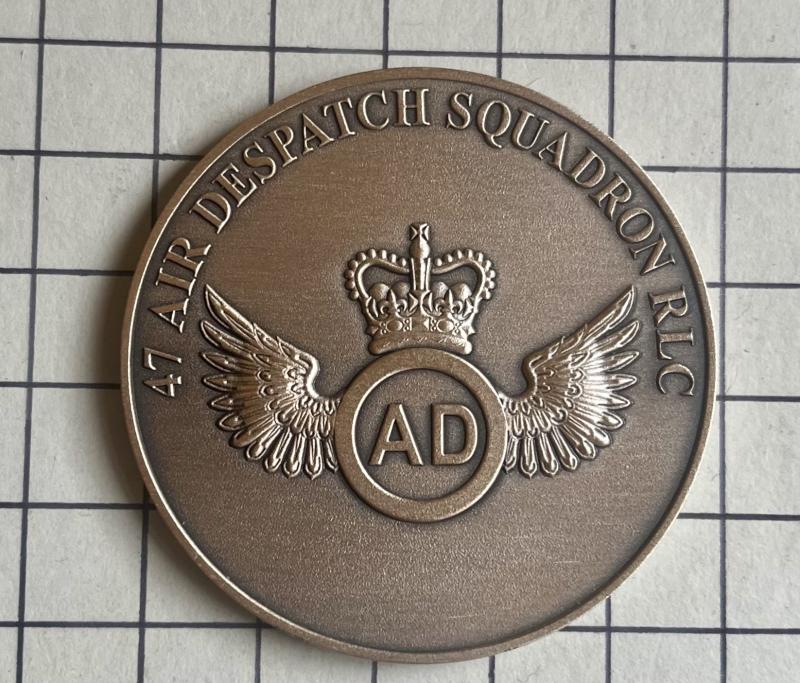 47 AIR DESPATCH SQUADRON RLC
AD